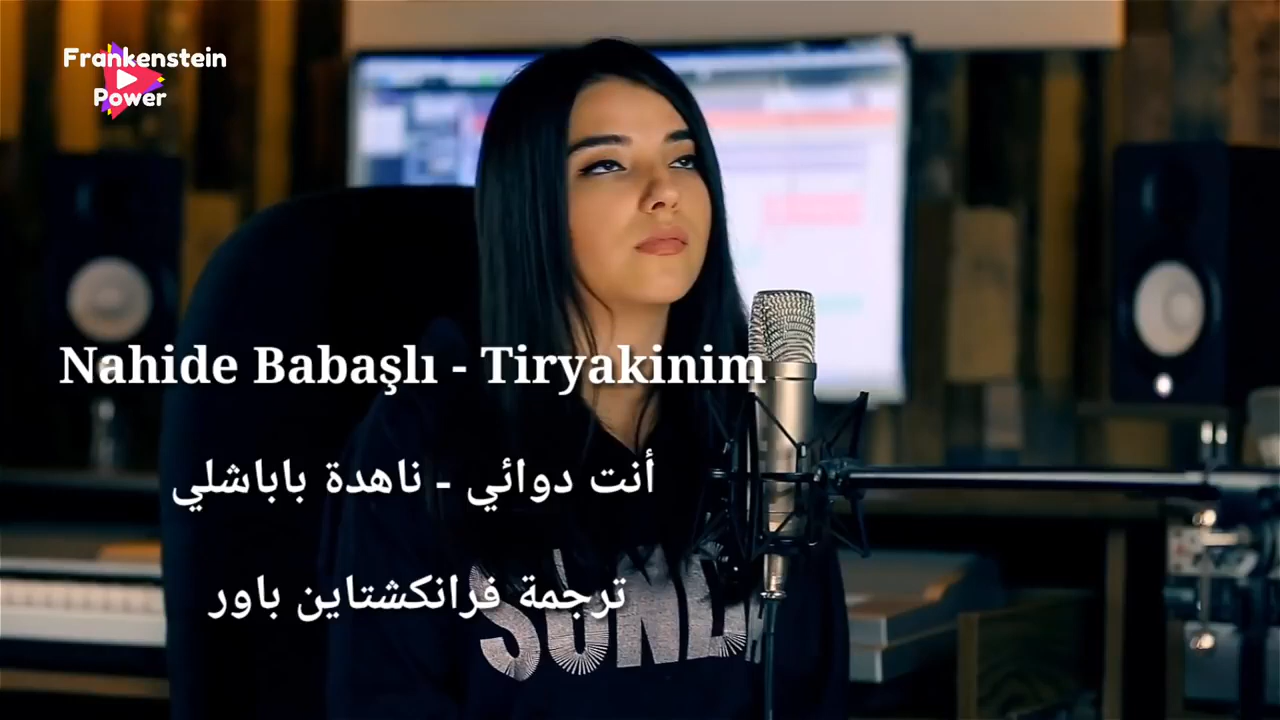 Frankenstein
Power
Nahide Babaşlı - Tiryakinim
أنت دوائي - ناهدة باباشلي
ترجمة فرانكشتاين باور